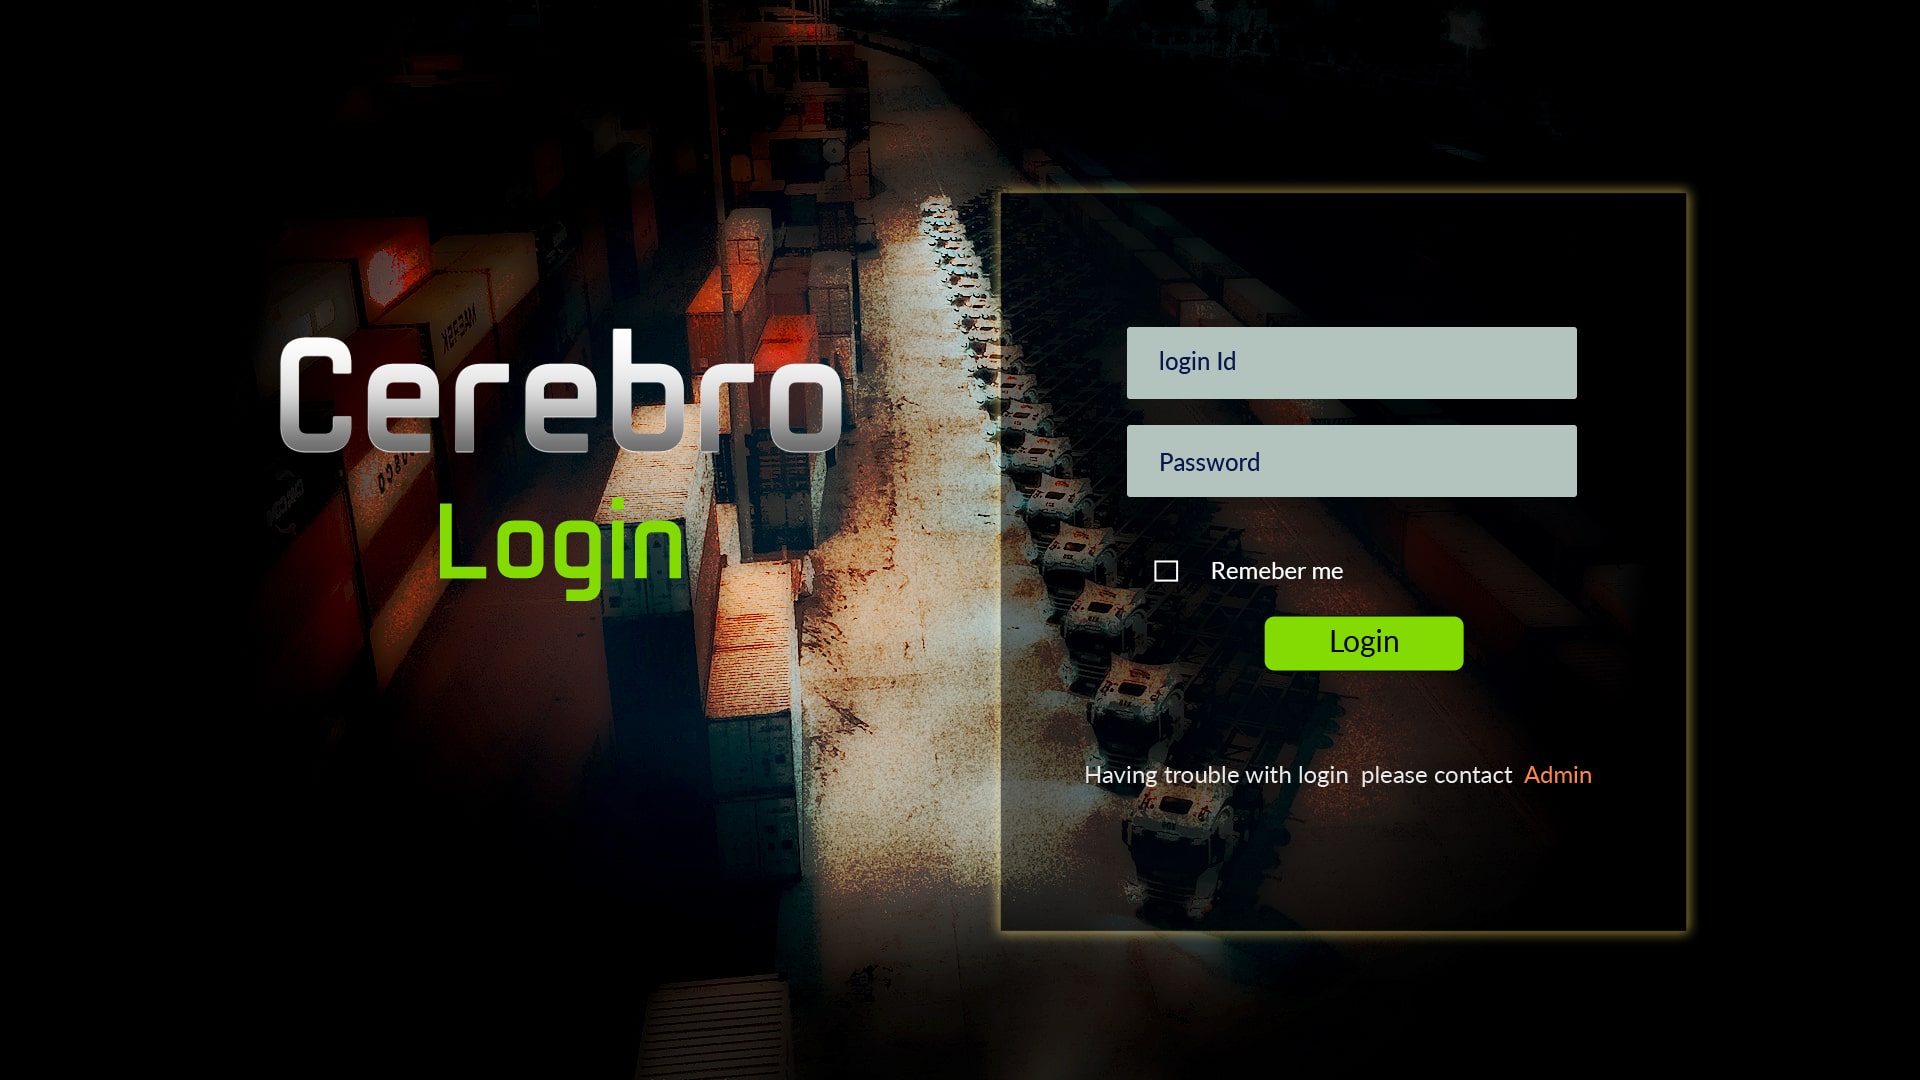 Cerebro
Login
login Id
Password
Remeber me
Login
Having trouble with login please contact Admin